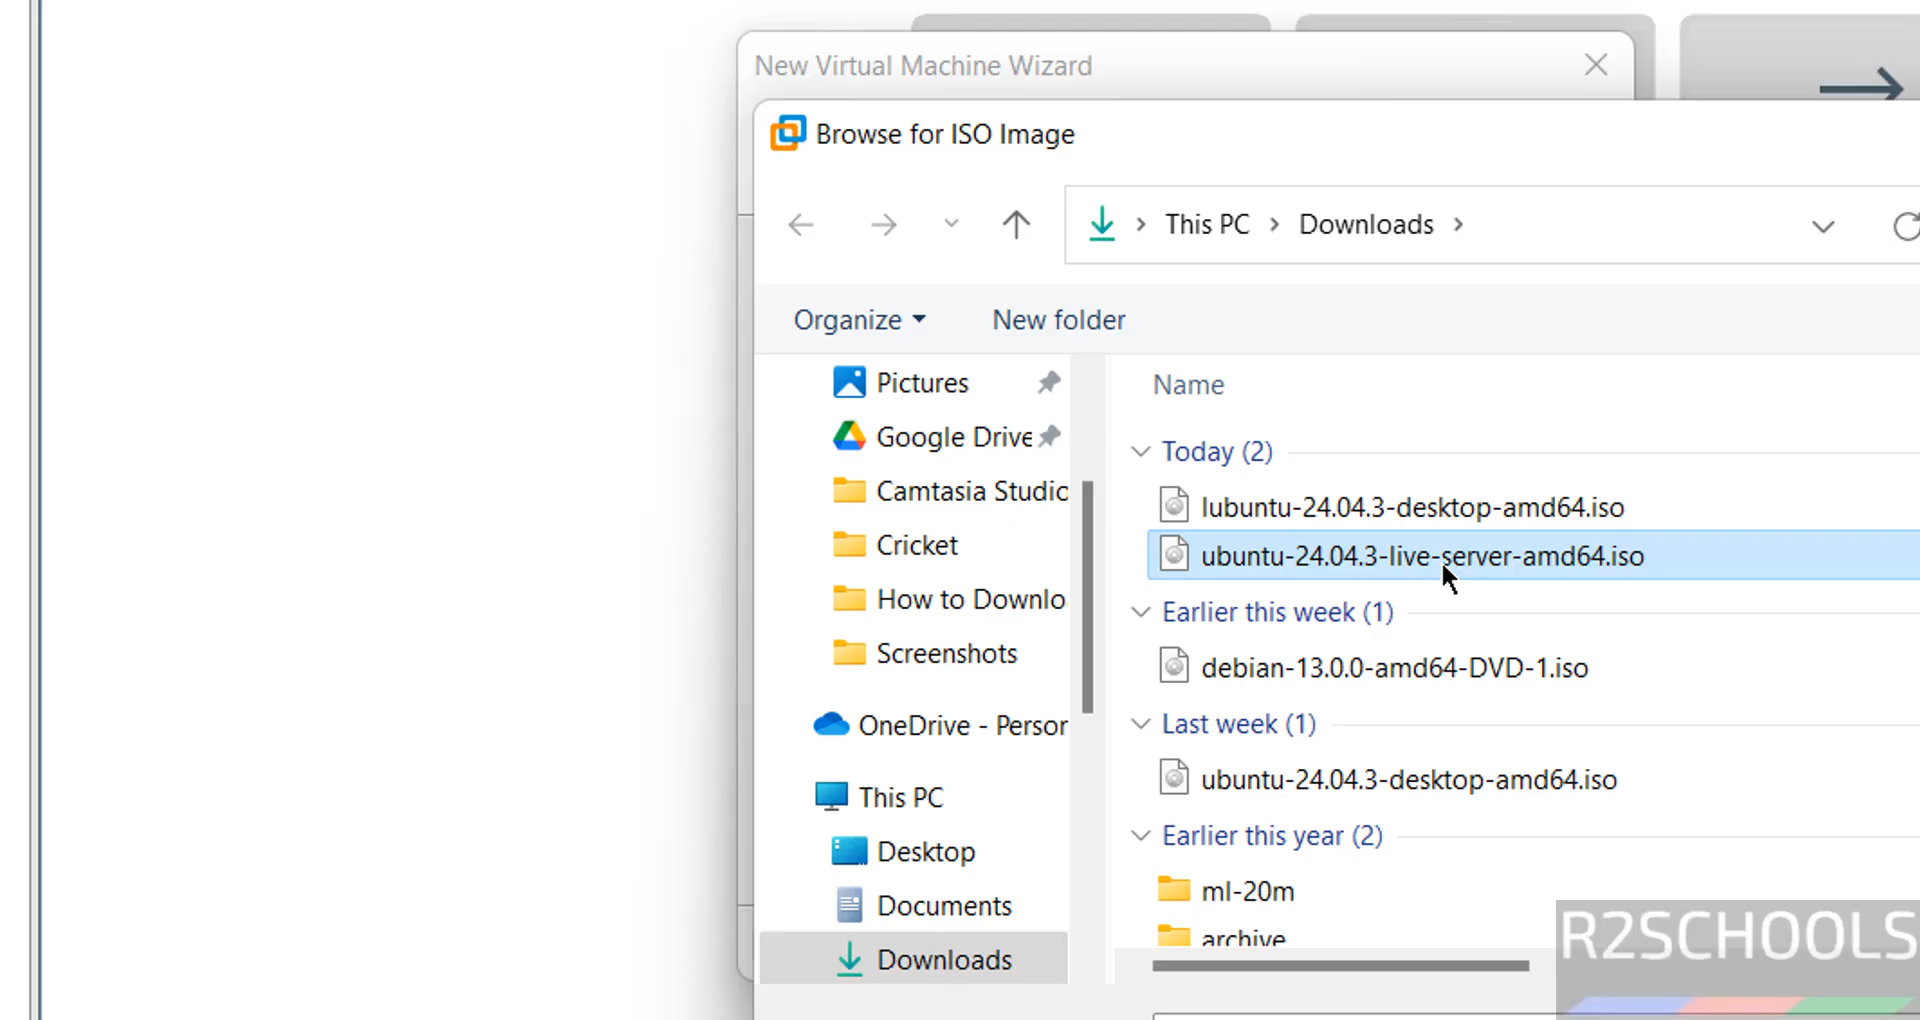 New Virtual Machine Wizard
Browse for ISO Image
This PC
Downloads
Organize
New folder
Pictures
Google Drive
Camtasia Studio
Cricket
How to Downlo
Screenshots
OneDrive - Person
This PC
Desktop
Documents
Downloads
Name
Today (2)
lubuntu-24.04.3-desktop-amd64.iso
ubuntu-24.04.3-live-server-amd64.iso
Earlier this week (1)
debian-13.0.0-amd64-DVD-1.iso
Last week (1)
ubuntu-24.04.3-desktop-amd64.iso
Earlier this year (2)
ml-20m
archive
R2SCHOOLS